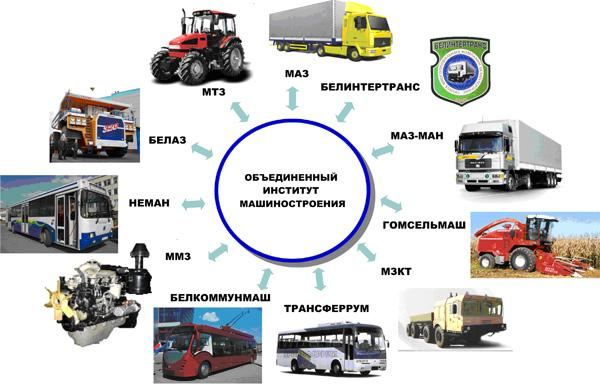 МТЗ
МАЗ
БЕЛИНТЕРТРАНС
БЕЛИНТЕРТРАНС
БЕЛАЗ
МАЗ-МАН
ОБЪЕДИНЕННЫЙ
ИНСТИТУТ
МАШИНОСТРОЕНИЯ
НЕМАН
ГОМСЕЛЬМАШ
ММЗ
МЗКТ
БЕЛКОММУНМАШ
ТРАНСФЕРРУМ